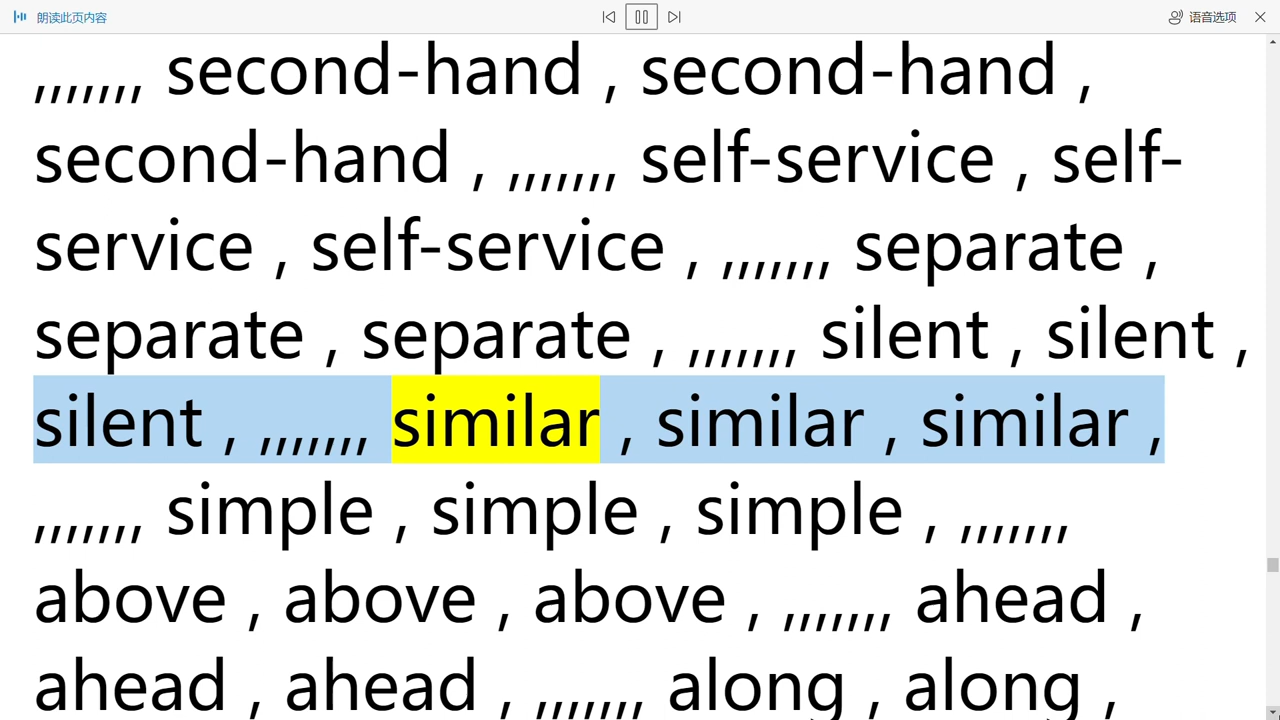 朗读此页内容
语音选项
,,,,,,, second-hand , second-hand ,
second-hand , ,,,,,,, self-service , self-
service , self-service , ,,,,,,, separate ,
separate , separate , ,,,,,,, silent , silent ,
silent , ,,,,,,, similar , similar , similar ,
,,,,,,, simple , simple , simple , ,,,,,,,
above , above , above , ,,,,,,, ahead ,
ahead , ahead , ,,,,,,, along , along ,